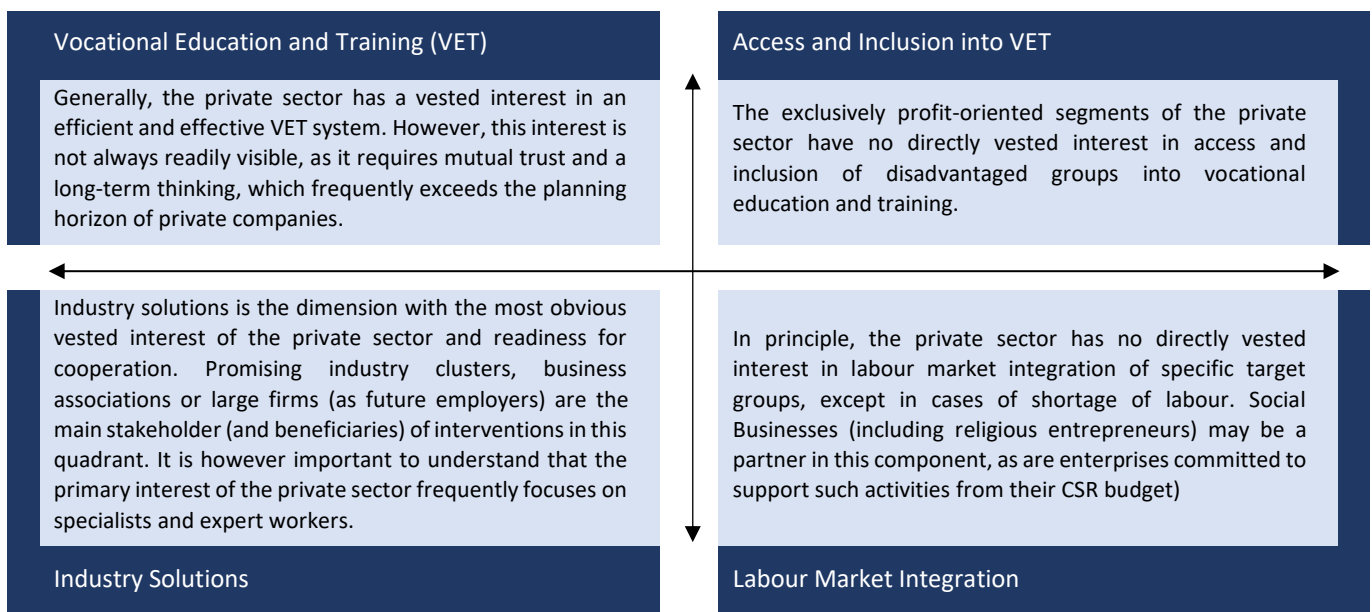 Vocational Education and Training (VET)
Generally, the private sector has a vested interest in an
efficient and effective VET system. However, this interest is
not always readily visible, as it requires mutual trust and a
long-term thinking, which frequently exceeds the planning
horizon of private companies.
Access and Inclusion into VET
The exclusively profit-oriented segments of the private
sector have no directly vested interest in access and
inclusion of disadvantaged groups into vocational
education and training.
Industry solutions is the dimension with the most obvious
vested interest of the private sector and readiness for
cooperation. Promising industry clusters, business
associations or large firms (as future employers) are the
main stakeholder (and beneficiaries) of interventions in this
quadrant. It is however important to understand that the
primary interest of the private sector frequently focuses on
specialists and expert workers.
Industry Solutions
In principle, the private sector has no directly vested
interest in labour market integration of specific target
groups, except in cases of shortage of labour. Social
Businesses (including religious entrepreneurs) may be a
partner in this component, as are enterprises committed to
support such activities from their CSR budget)
Labour Market Integration